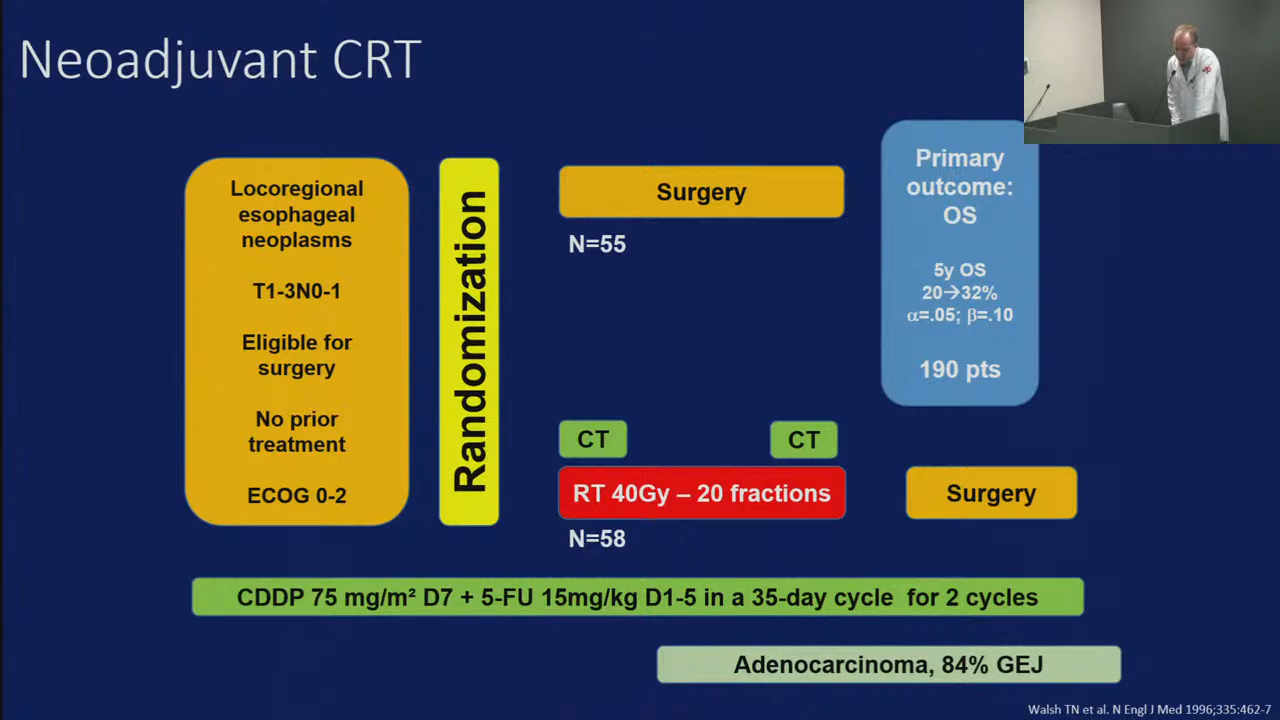 Neoadjuvant CRT
Locoregional
esophageal
neoplasms
T1-3N0-1
Eligible for
surgery
No prior
treatment
ECOG 0-2
Randomization
Surgery
N=55
Primary
outcome:
OS
5y OS
20→32%
α=.05; β=.10
190 pts
CT
CT
RT 40Gy – 20 fractions
Surgery
N=58
CDDP 75 mg/m² D7 + 5-FU 15mg/kg D1-5 in a 35-day cycle for 2 cycles
Adenocarcinoma, 84% GEJ
Walsh TN et al. N Engl J Med 1996;335:462-7